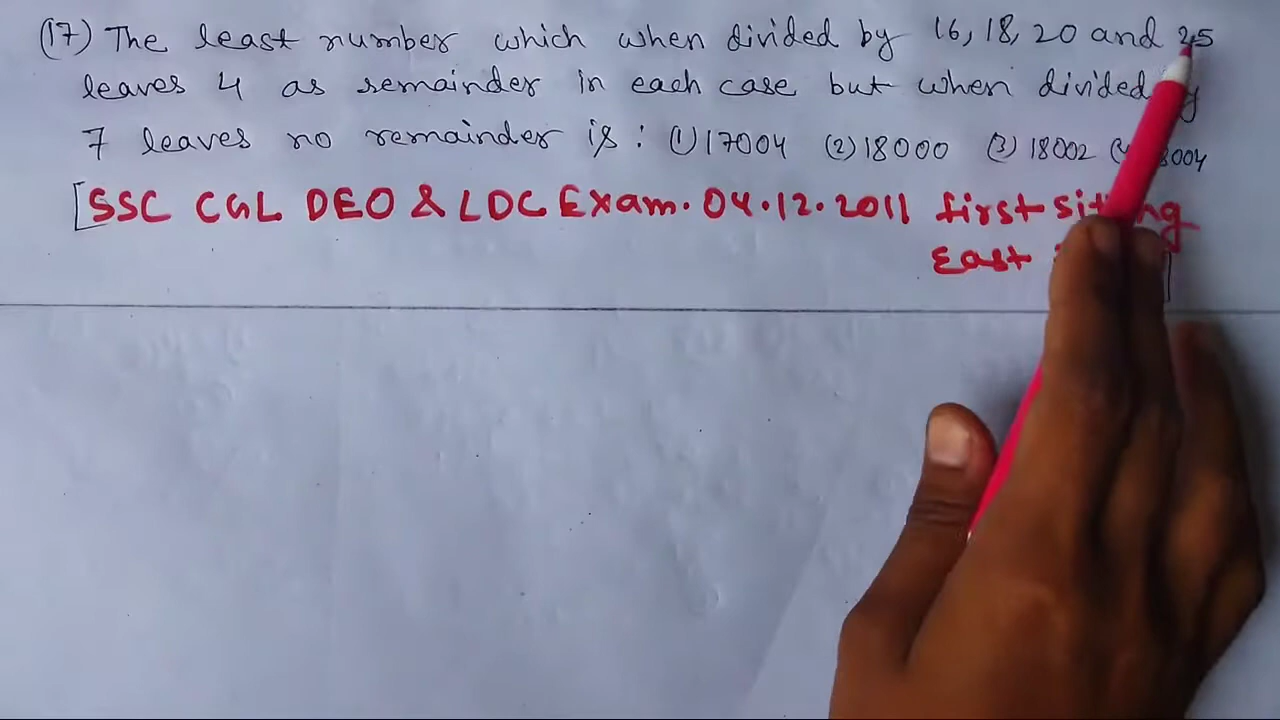 (17) The least number which when divided by 16, 18, 20 and 25
leaves 4 as remainder in each case but when divided
7 leaves no remainder is : (1) 17004 (2) 18000 (3) 18002
[SSC CGL DEO & LDC Exam. 04.12.2011 first sitting
East